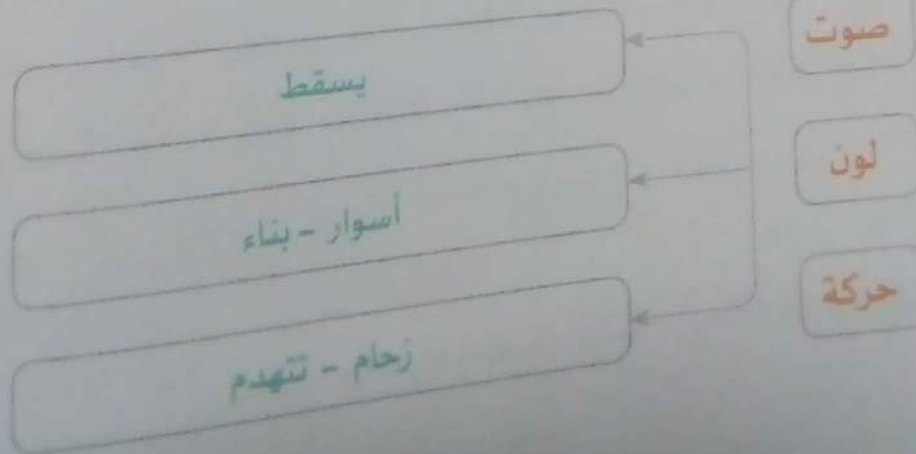 صوت
يسقط
لون
أسوار - بناء
حركة
زحام - تتهدم